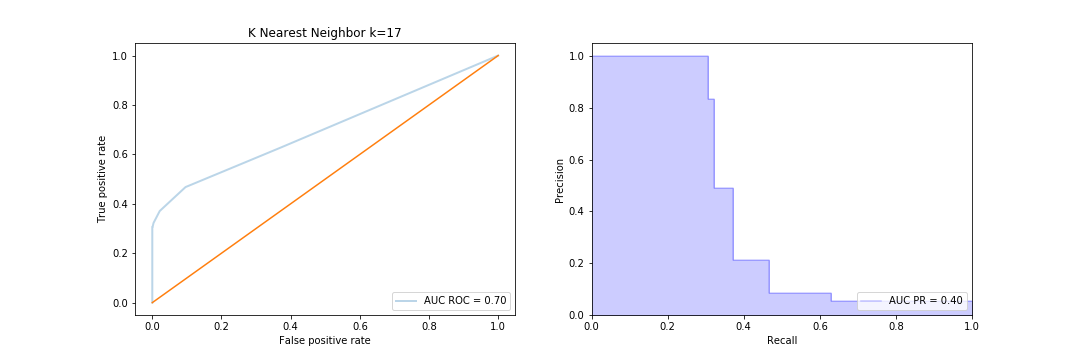 K Nearest Neighbor k=17
True positive rate
1.0
0.8
0.6
0.4
0.2
0.0
0.0 0.2 0.4 0.6 0.8 1.0
False positive rate
AUC ROC = 0.70
Precision
1.0
0.8
0.6
0.4
0.2
0.0
0.0 0.2 0.4 0.6 0.8 1.0
Recall
AUC PR = 0.40